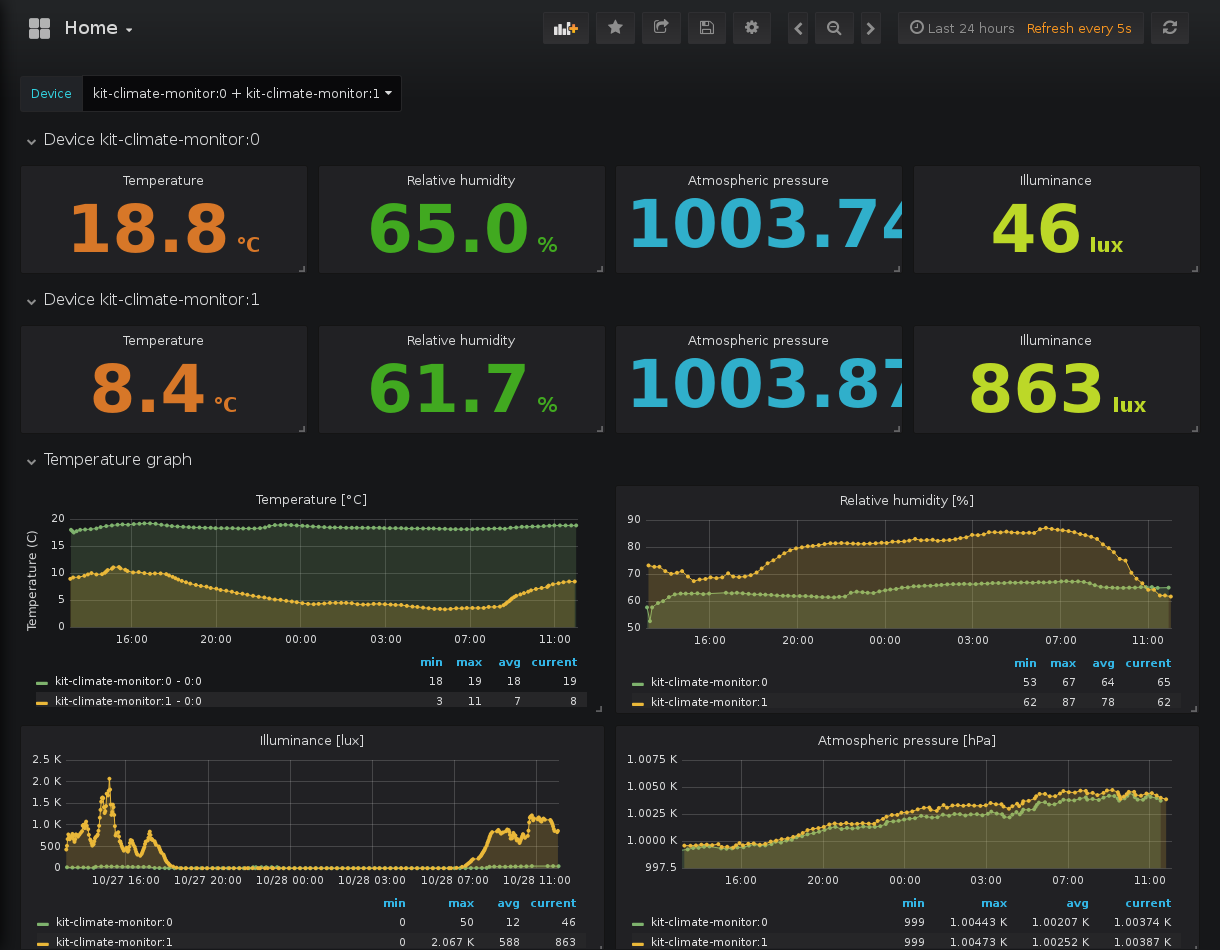 Home
Last 24 hours Refresh every 5s
Device kit-climate-monitor:0 + kit-climate-monitor:1
Device kit-climate-monitor:0
Temperature Relative humidity Atmospheric pressure Illuminance
18.8 °C 65.0 % 1003.74 46 lux
Device kit-climate-monitor:1
Temperature Relative humidity Atmospheric pressure Illuminance
8.4 °C 61.7 % 1003.87 863 lux
Temperature graph
Temperature [°C]
Temperature (C)
20
15
10
5
0
16:00 20:00 00:00 03:00 07:00 11:00
min max avg current
kit-climate-monitor:0 - 0:0 18 19 18 19
kit-climate-monitor:1 - 0:0 3 11 7 8
Relative humidity [%]
90
80
70
60
50
16:00 20:00 00:00 03:00 07:00 11:00
min max avg current
kit-climate-monitor:0 53 67 64 65
kit-climate-monitor:1 62 87 78 62
Illuminance [lux]
2.5 K
2.0 K
1.5 K
1.0 K
500
0
10/27 16:00 10/27 20:00 10/28 00:00 10/28 03:00 10/28 07:00 10/28 11:00
min max avg current
kit-climate-monitor:0 0 50 12 46
kit-climate-monitor:1 0 2.067 K 588 863
Atmospheric pressure [hPa]
1.0075 K
1.0050 K
1.0025 K
1.0000 K
997.5
16:00 20:00 00:00 03:00 07:00 11:00
min max avg current
kit-climate-monitor:0 999 1.00443 K 1.00207 K 1.00374 K
kit-climate-monitor:1 999 1.00473 K 1.00252 K 1.00387 K